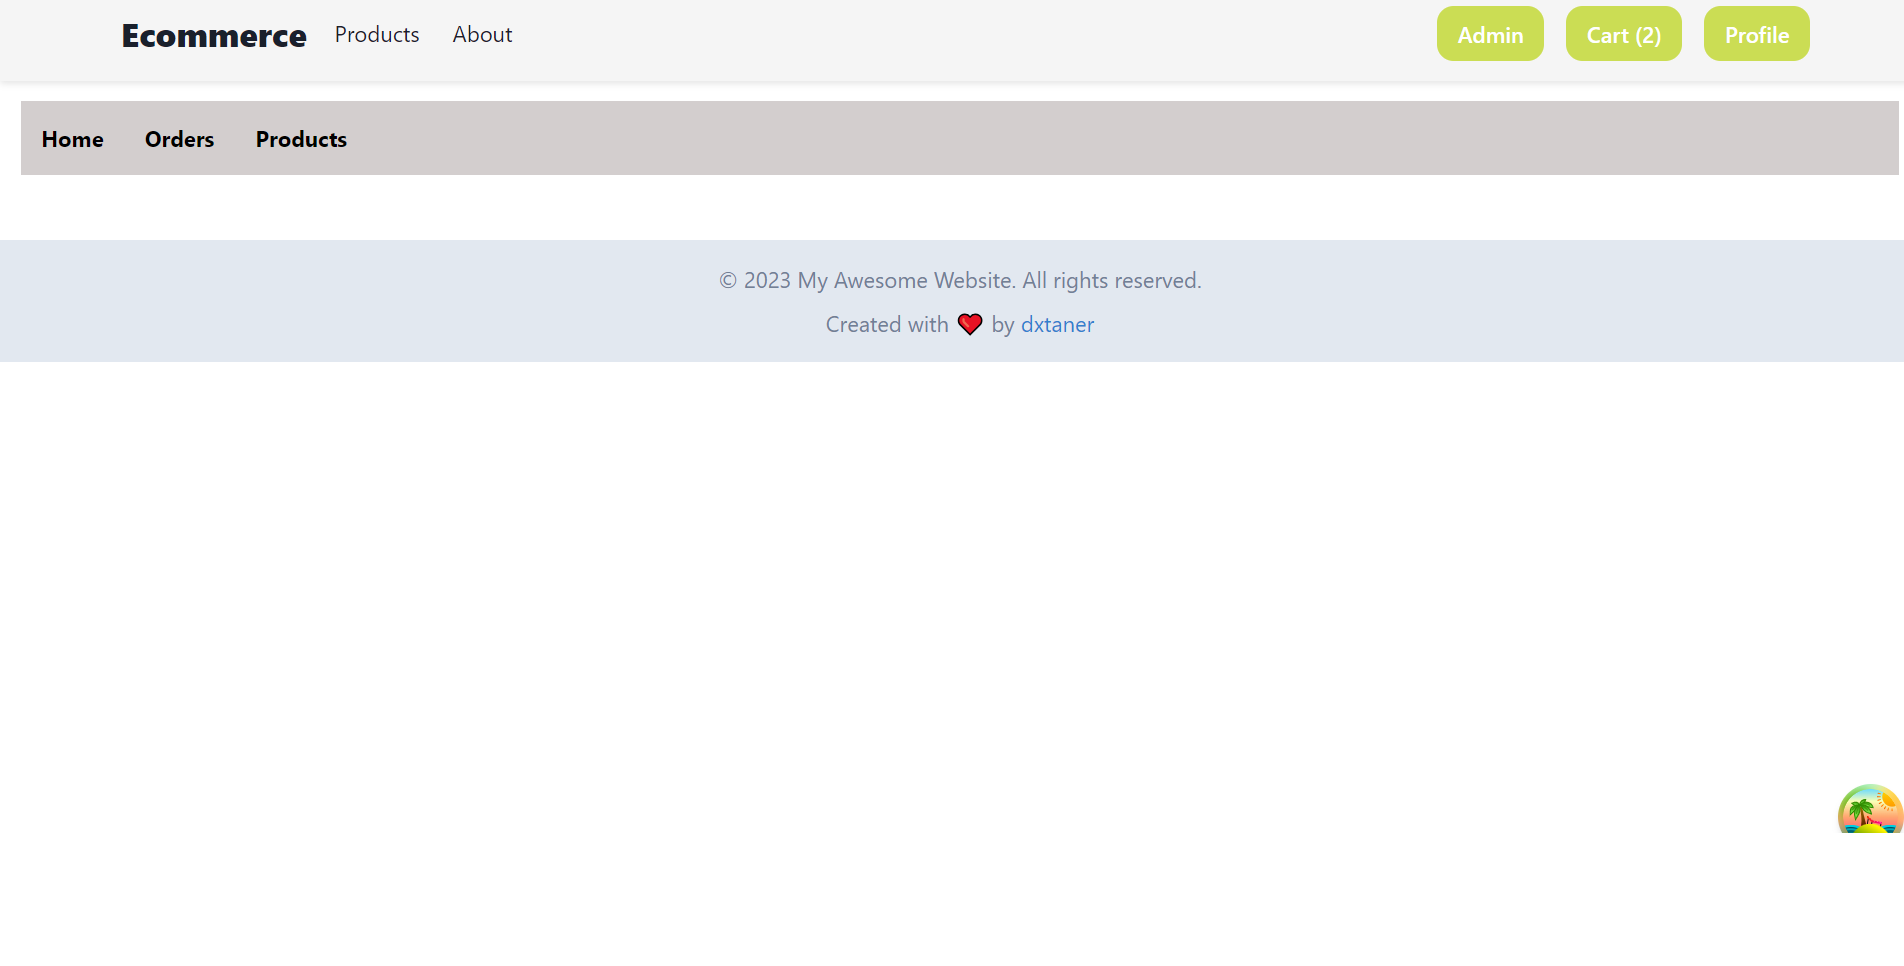 Ecommerce Products About Admin Cart (2) Profile
Home Orders Products
© 2023 My Awesome Website. All rights reserved.
Created with ❤️ by dxtaner